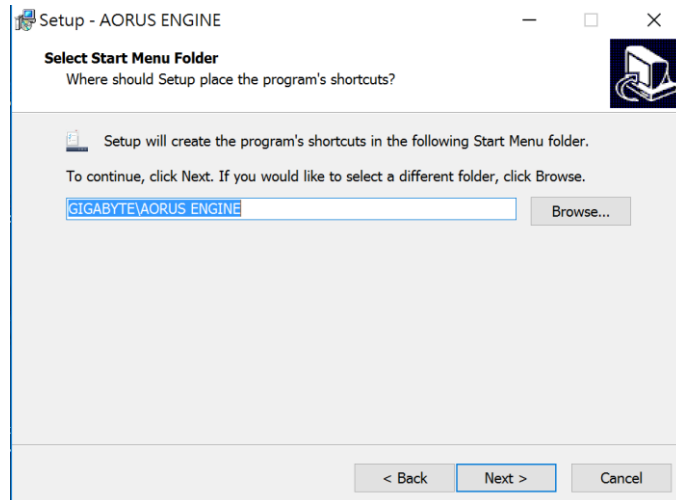 Setup - AORUS ENGINE
Select Start Menu Folder
Where should Setup place the program's shortcuts?
Setup will create the program's shortcuts in the following Start Menu folder.
To continue, click Next. If you would like to select a different folder, click Browse.
GIGABYTE\AORUS ENGINE
Browse...
< Back
Next >
Cancel